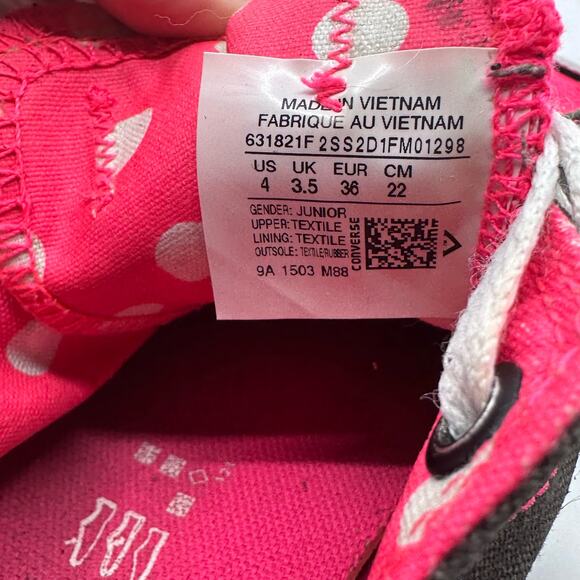 MADE IN VIETNAM
FABRIQUE AU VIETNAM
631821F 2SS2D1FM01298
US UK EUR CM
4 3.5 36 22
GENDER: JUNIOR
UPPER: TEXTILE
LINING: TEXTILE
OUTSOLE: TEXTILE/RUBBER
CONVERSE
9A 1503 M88